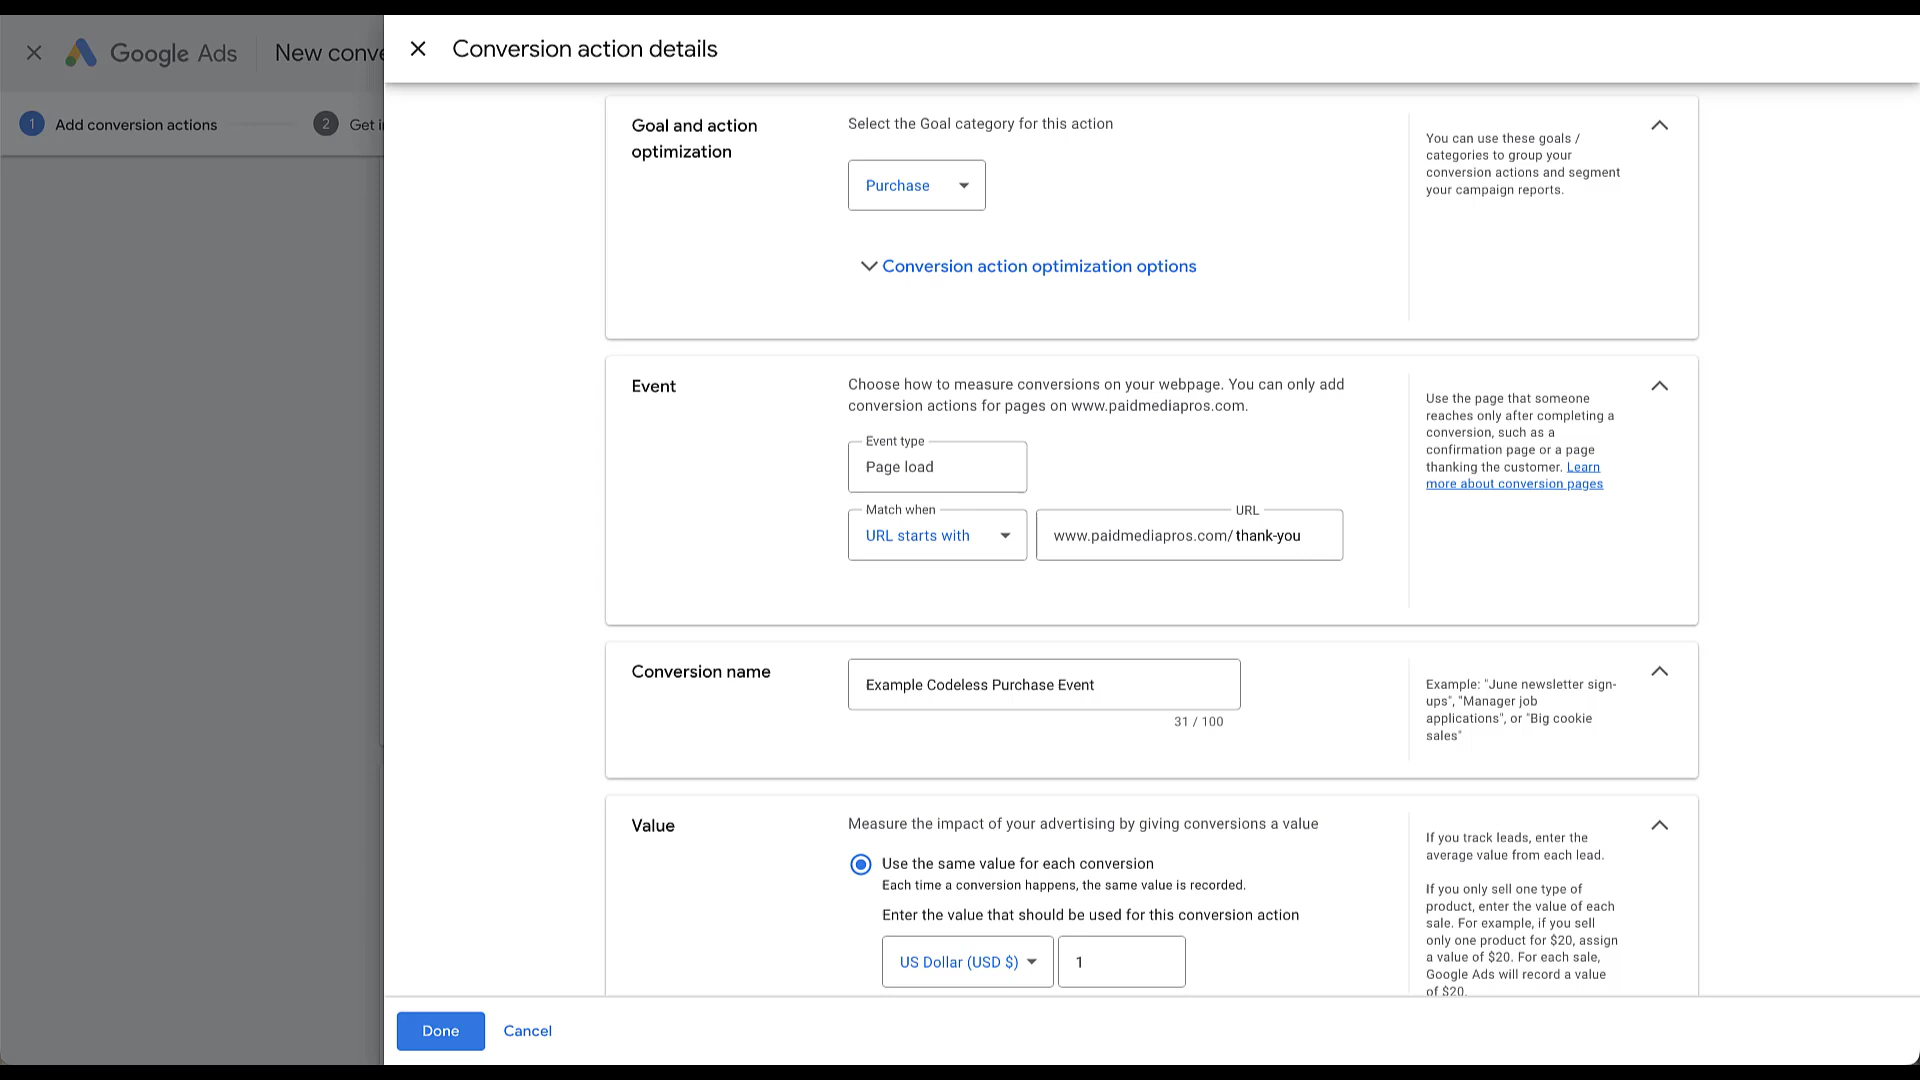 Google Ads
New conve
Conversion action details
1 Add conversion actions
2 Get i
Goal and action
optimization
Select the Goal category for this action
Purchase
Conversion action optimization options
You can use these goals /
categories to group your
conversion actions and segment
your campaign reports.
Event
Choose how to measure conversions on your webpage. You can only add
conversion actions for pages on www.paidmediapros.com.
Event type
Page load
Match when
URL starts with
URL
www.paidmediapros.com/thank-you
Use the page that someone
reaches only after completing a
conversion, such as a
confirmation page or a page
thanking the customer. Learn
more about conversion pages
Conversion name
Example Codeless Purchase Event
31 / 100
Example: "June newsletter sign-
ups", "Manager job
applications", or "Big cookie
sales"
Value
Measure the impact of your advertising by giving conversions a value
Use the same value for each conversion
Each time a conversion happens, the same value is recorded.
Enter the value that should be used for this conversion action
US Dollar (USD $)
1
If you track leads, enter the
average value from each lead.
If you only sell one type of
product, enter the value of each
sale. For example, if you sell
only one product for $20, assign
a value of $20. For each sale,
Google Ads will record a value
of $20.
Done
Cancel